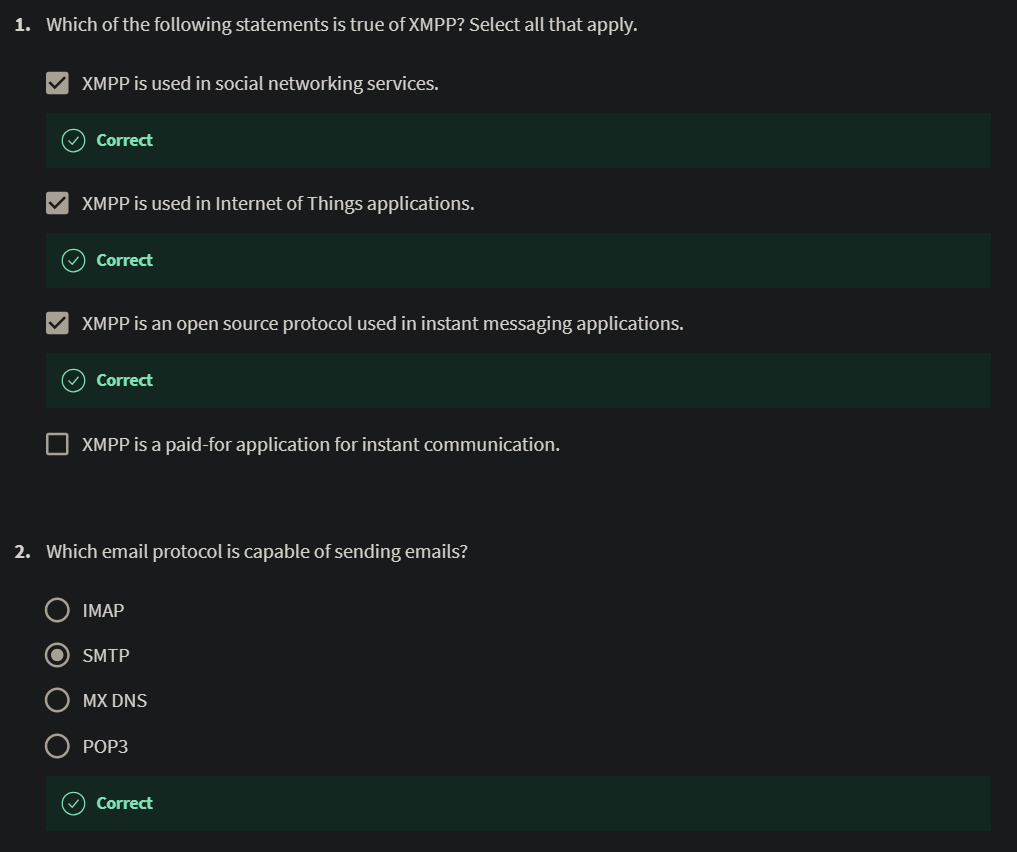 1. Which of the following statements is true of XMPP? Select all that apply.
XMPP is used in social networking services.
Correct
XMPP is used in Internet of Things applications.
Correct
XMPP is an open source protocol used in instant messaging applications.
Correct
XMPP is a paid-for application for instant communication.
2. Which email protocol is capable of sending emails?
IMAP
SMTP
MX DNS
POP3
Correct